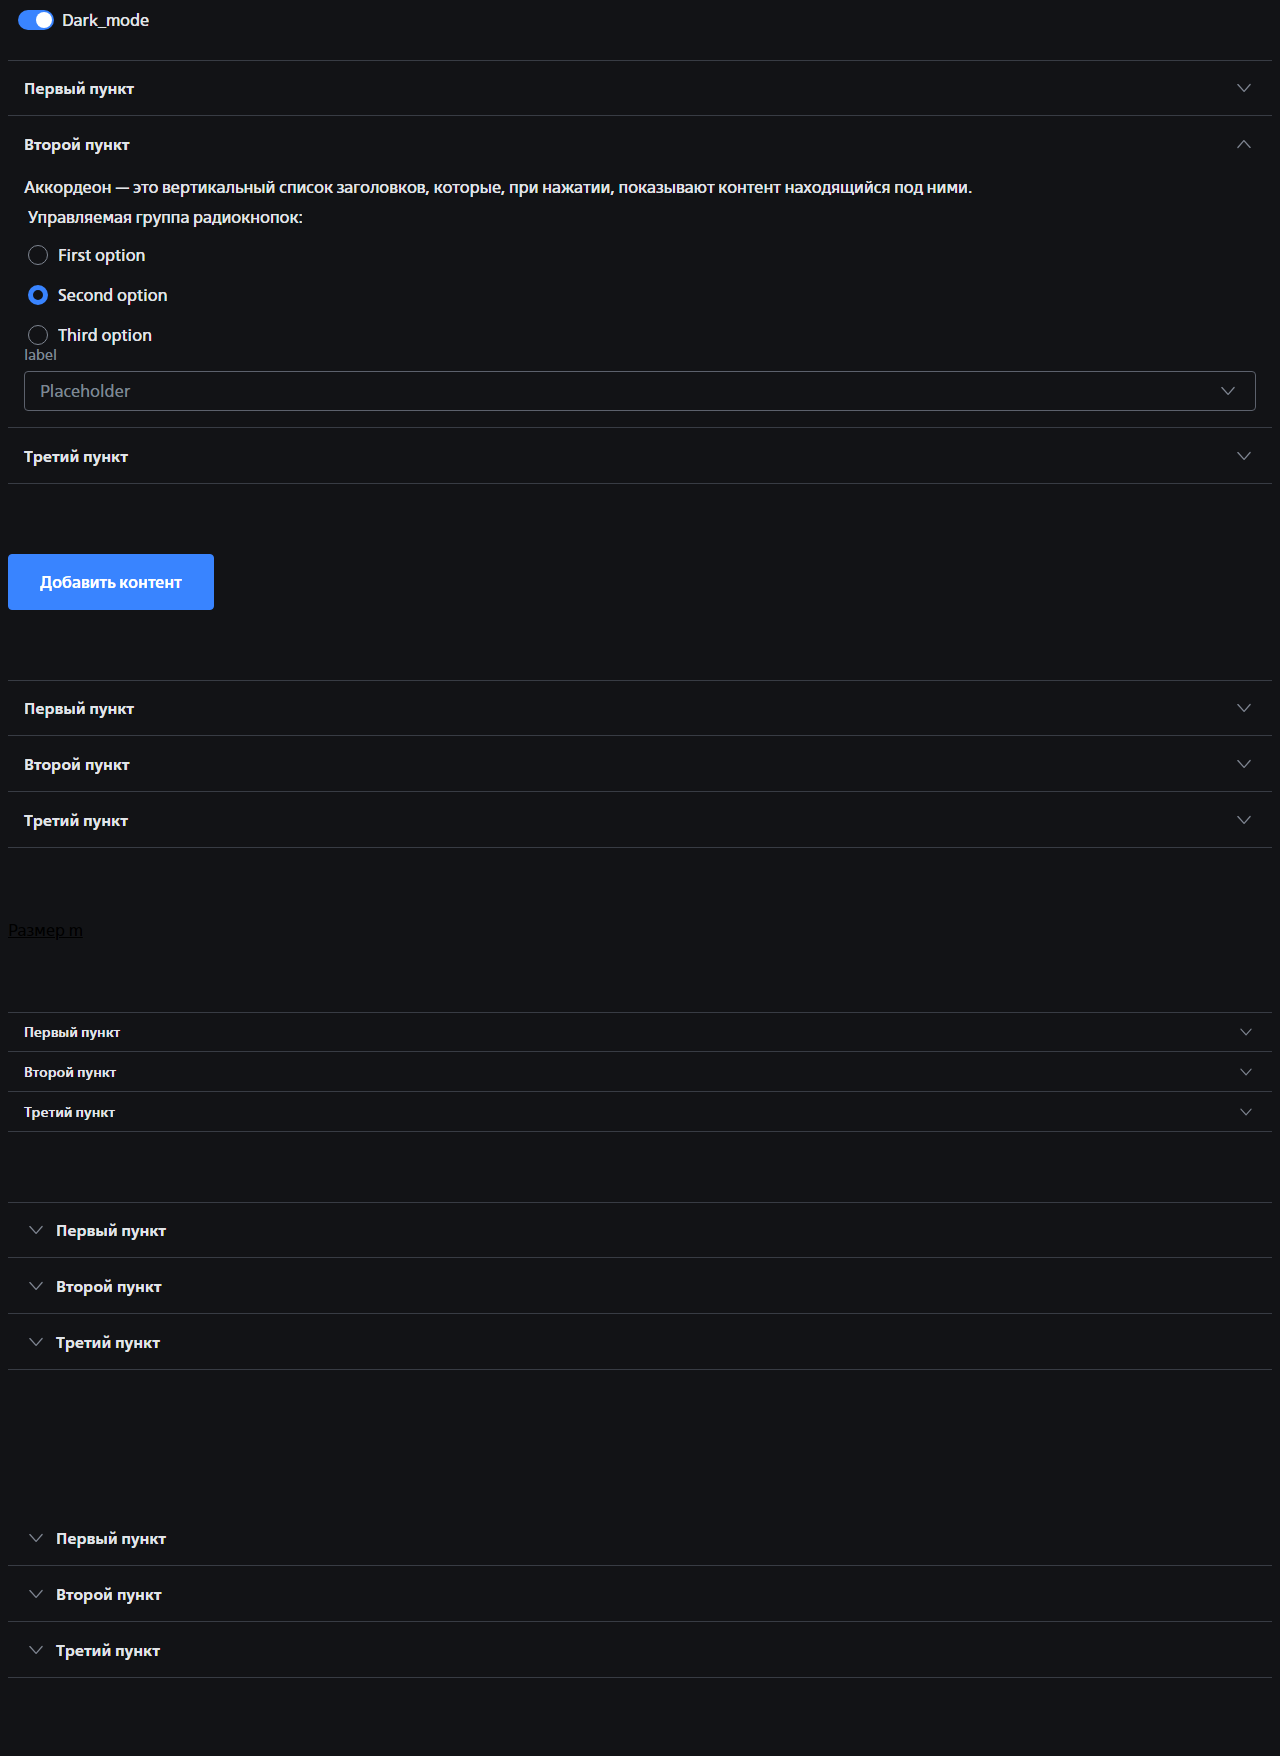 Dark_mode
Первый пункт
Второй пункт
Аккордеон — это вертикальный список заголовков, которые, при нажатии, показывают контент находящийся под ними.
Управляемая группа радиокнопок:
First option
Second option
Third option
label
Placeholder
Третий пункт
Добавить контент
Первый пункт
Второй пункт
Третий пункт
Размер m
Первый пункт
Второй пункт
Третий пункт
Первый пункт
Второй пункт
Третий пункт
Первый пункт
Второй пункт
Третий пункт